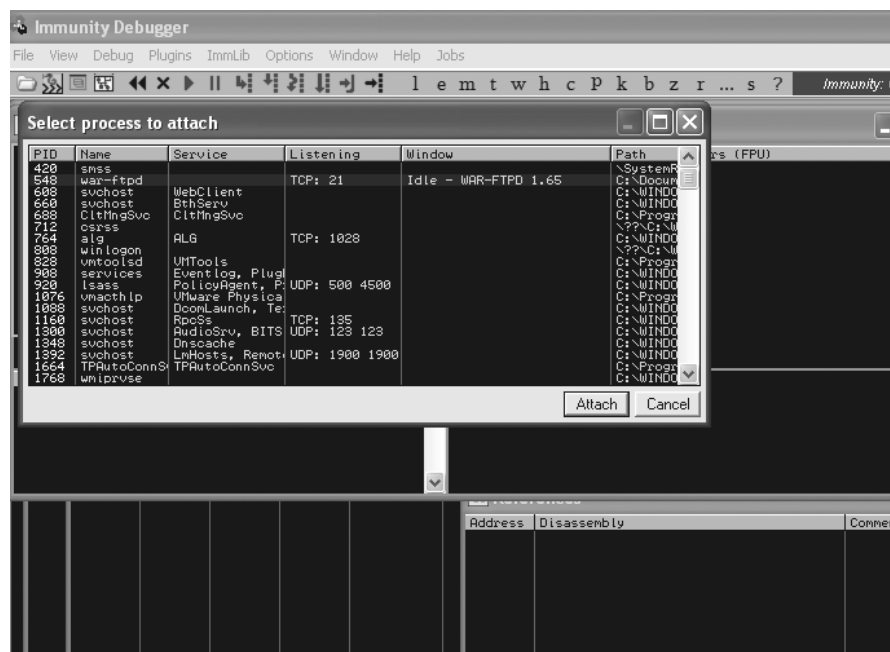 Immunity Debugger
File View Debug Plugins ImmLib Options Window Help Jobs
l e m t w h c P k b z r ... s ? Immunity:
Select process to attach
rs (FPU)
PID Name Service Listening Window Path
420 smss \SystemR
548 war-ftpd TCP: 21 Idle - WAR-FTPD 1.65 C:\Docum
608 svchost WebClient C:\WINDO
660 svchost BthServ C:\WINDO
688 CltMngSvc CltMngSvc C:\Progr
712 csrss \??\C:\W
764 alg ALG TCP: 1028 C:\WINDO
808 winlogon \??\C:\W
828 vmtoolsd VMTools C:\Progr
908 services Eventlog, Plug C:\WINDO
920 lsass PolicyAgent, P UDP: 500 4500 C:\WINDO
1076 vmacthlp VMware Physica C:\Progr
1088 svchost DcomLaunch, Te C:\WINDO
1160 svchost RpcSs TCP: 135 C:\WINDO
1300 svchost AudioSrv, BITS UDP: 123 123 C:\WINDO
1348 svchost Dnscache C:\WINDO
1392 svchost LmHosts, Remot UDP: 1900 1900 C:\WINDO
1664 TPAutoConnS TPAutoConnSvc C:\Progr
1768 wmiprvse C:\WINDO
Attach Cancel
References
Address Disassembly Comme